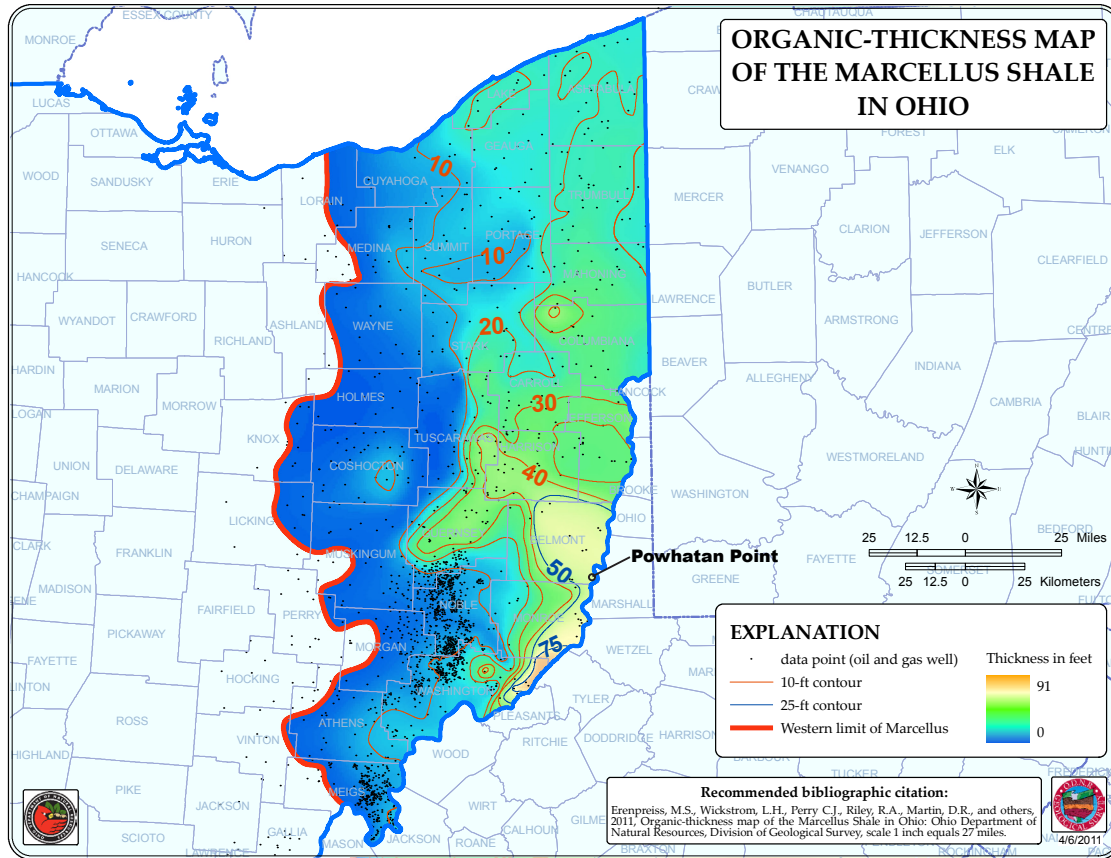 ORGANIC-THICKNESS MAP
OF THE MARCELLUS SHALE
IN OHIO
ESSEX COUNTY
MONROE
CHAUTAUQUA
LUCAS
OTTAWA
WOOD
SANDUSKY
ERIE
LORAIN
CUYAHOGA
10
FOREST
ELK
CAMERON
VENANGO
MERCER
SENECA
HURON
MEDINA
SUMMIT
PORTAGE
10
CLARION
JEFFERSON
HANCOCK
CLEARFIELD
WYANDOT
CRAWFORD
RICHLAND
ASHLAND
WAYNE
20
LAWRENCE
BUTLER
ARMSTRONG
CENTRE
INDIANA
HARDIN
MARION
MORROW
HOLMES
30
HANCOCK
BEAVER
ALLEGHENY
CAMBRIA
BLAIR
LOGAN
KNOX
TUSCARAWAS
COSHOCTON
40
BROOKE
WESTMORELAND
UNION
DELAWARE
CHAMPAIGN
LICKING
OHIO
WASHINGTON
BEDFORD
CLARK
FRANKLIN
MUSKINGUM
GUERNSEY
BELMONT
50
Powhatan Point
25 12.5 0 25 Miles
25 12.5 0 25 Kilometers
FAYETTE
SOMERSET
GREENE
MADISON
FAIRFIELD
PERRY
NOBLE
MONROE
MARSHALL
PICKAWAY
MORGAN
75
WETZEL
FAYETTE
HOCKING
WASHINGTON
TYLER
ROSS
ATHENS
PLEASANTS
DODDRIDGE
HARRISON
HIGHLAND
VINTON
WOOD
RITCHIE
PIKE
MEIGS
WIRT
JACKSON
SCIOTO
GALLIA
LAWRENCE
MASON
JACKSON
ROANE
CALHOUN
BRAXTON
TUCKER
ROCKINGHAM
EXPLANATION
data point (oil and gas well)
10-ft contour
25-ft contour
Western limit of Marcellus
Thickness in feet
91
0
Recommended bibliographic citation:
Erenpreiss, M.S., Wickstrom, L.H., Perry C.J., Riley, R.A., Martin, D.R., and others,
2011, Organic-thickness map of the Marcellus Shale in Ohio: Ohio Department of
Natural Resources, Division of Geological Survey, scale 1 inch equals 27 miles.
4/6/2011